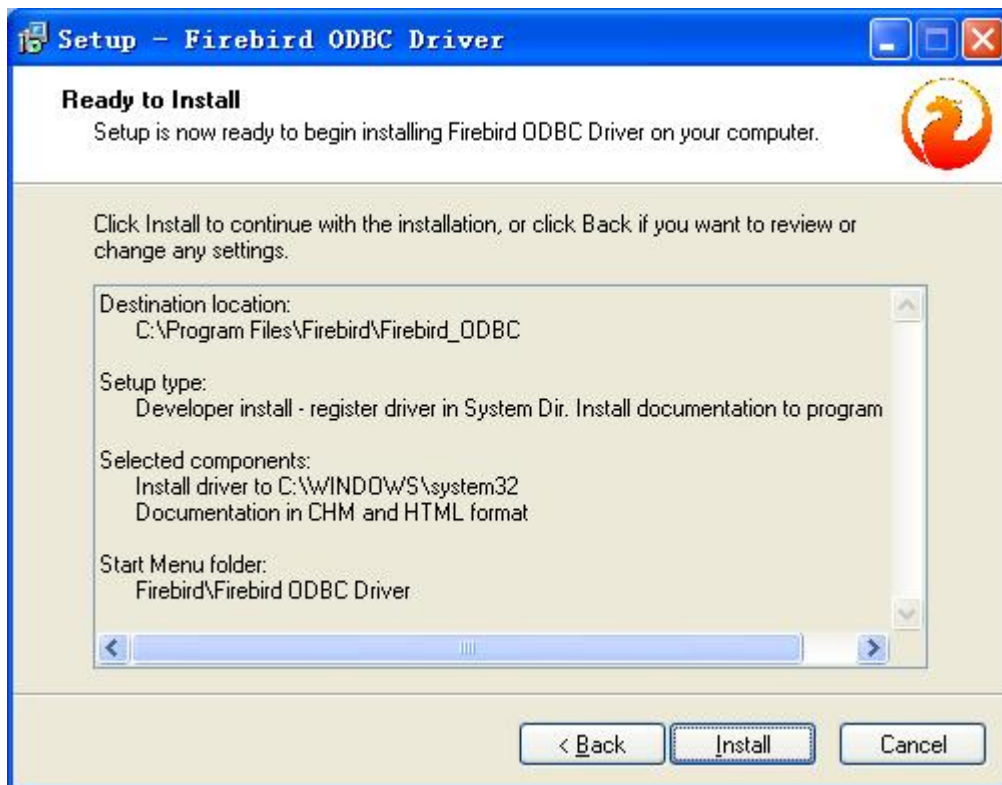 Setup - Firebird ODBC Driver
Ready to Install
Setup is now ready to begin installing Firebird ODBC Driver on your computer.
Click Install to continue with the installation, or click Back if you want to review or
change any settings.
Destination location:
C:\Program Files\Firebird\Firebird_ODBC
Setup type:
Developer install - register driver in System Dir. Install documentation to program
Selected components:
Install driver to C:\WINDOWS\system32
Documentation in CHM and HTML format
Start Menu folder:
Firebird\Firebird ODBC Driver
< Back Install Cancel